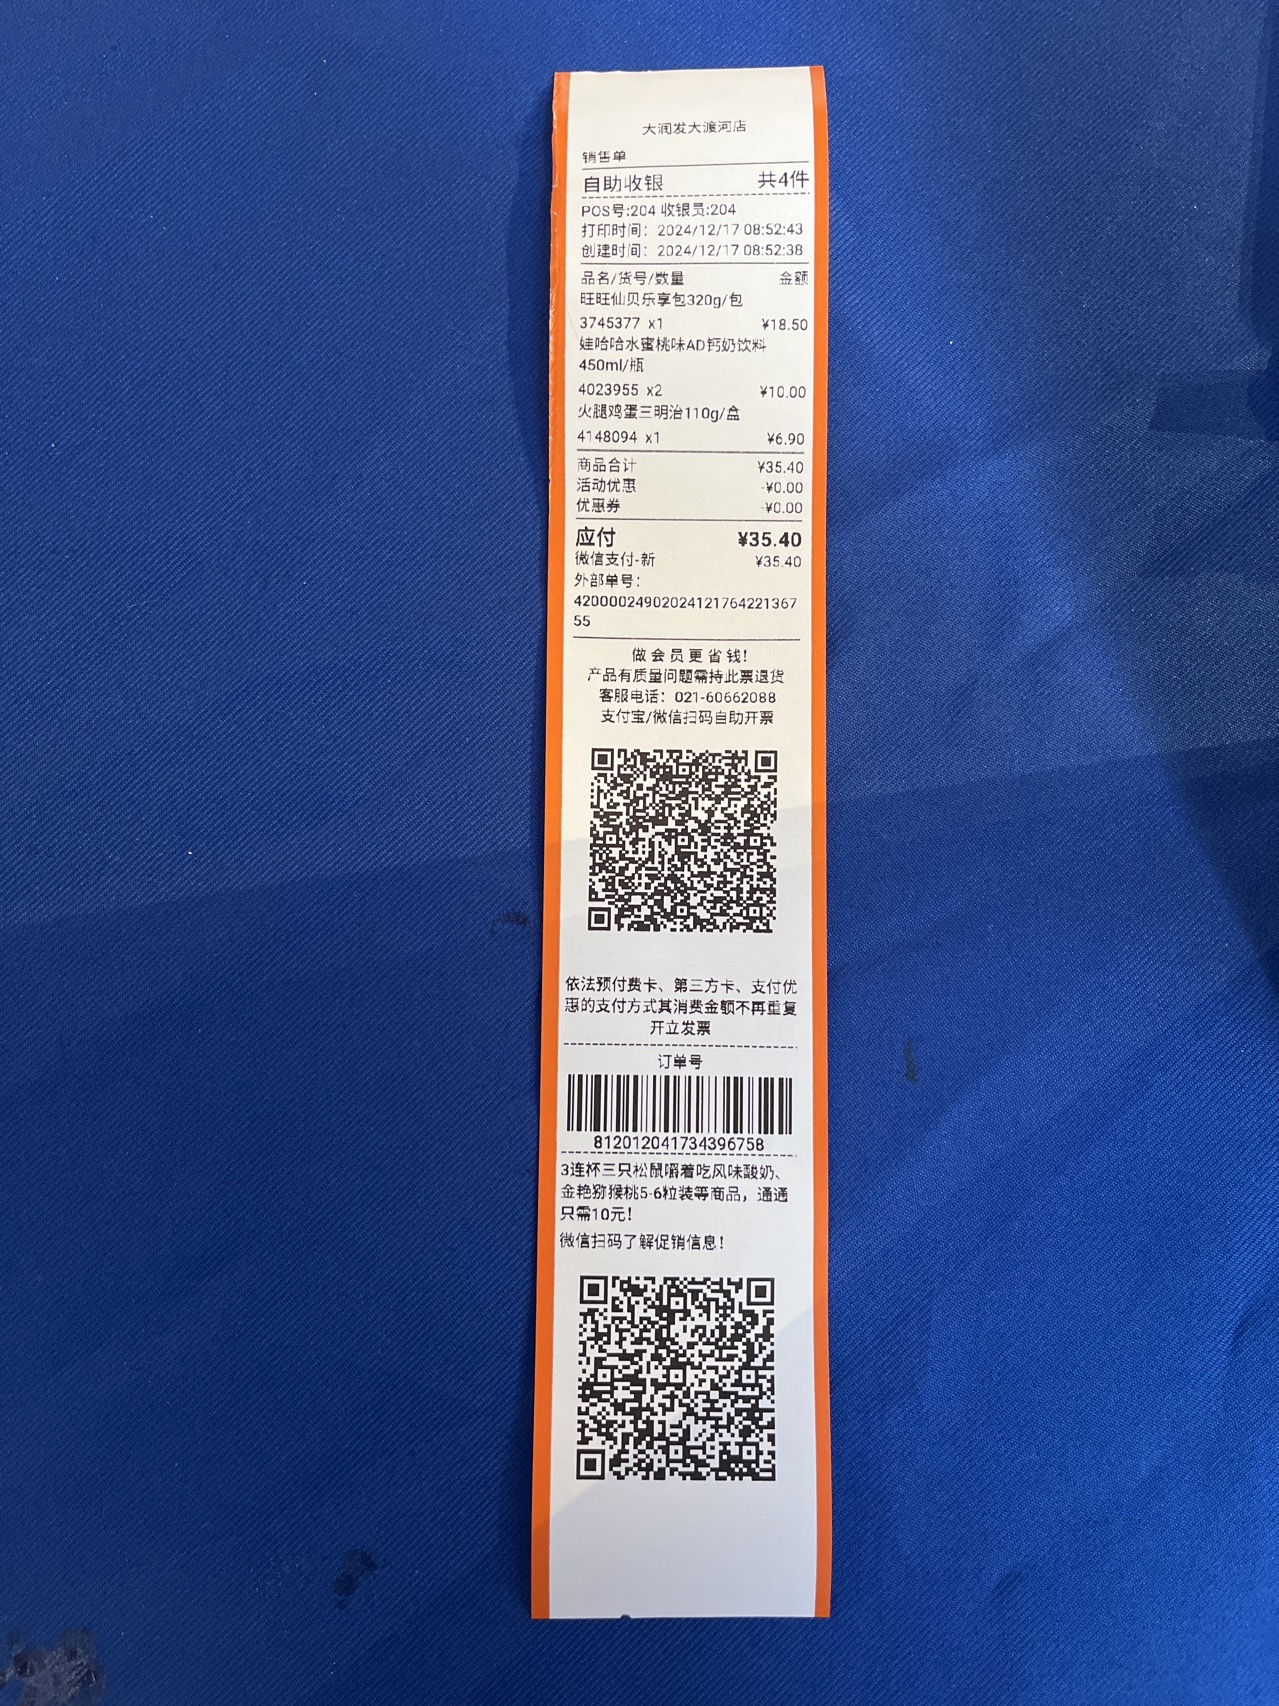 大润发大渡河店
销售单
自助收银 共4件
POS号:204 收银员:204
打印时间：2024/12/17 08:52:43
创建时间：2024/12/17 08:52:38
品名/货号/数量 金额
旺旺仙贝乐享包320g/包
3745377 x1 ¥18.50
娃哈哈水蜜桃味AD钙奶饮料
450ml/瓶
4023955 x2 ¥10.00
火腿鸡蛋三明治110g/盒
4148094 x1 ¥6.90
商品合计 ¥35.40
活动优惠 -¥0.00
优惠券 -¥0.00
应付 ¥35.40
微信支付-新 ¥35.40
外部单号：
42000024902024121764221367
55
做会员更省钱！
产品有质量问题需持此票退货
客服电话：021-60662088
支付宝/微信扫码自助开票
依法预付费卡、第三方卡、支付优
惠的支付方式其消费金额不再重复
开立发票
订单号
812012041734396758
3连杯三只松鼠嚼着吃风味酸奶、
金艳猕猴桃5-6粒装等商品，通通
只需10元！
微信扫码了解促销信息！